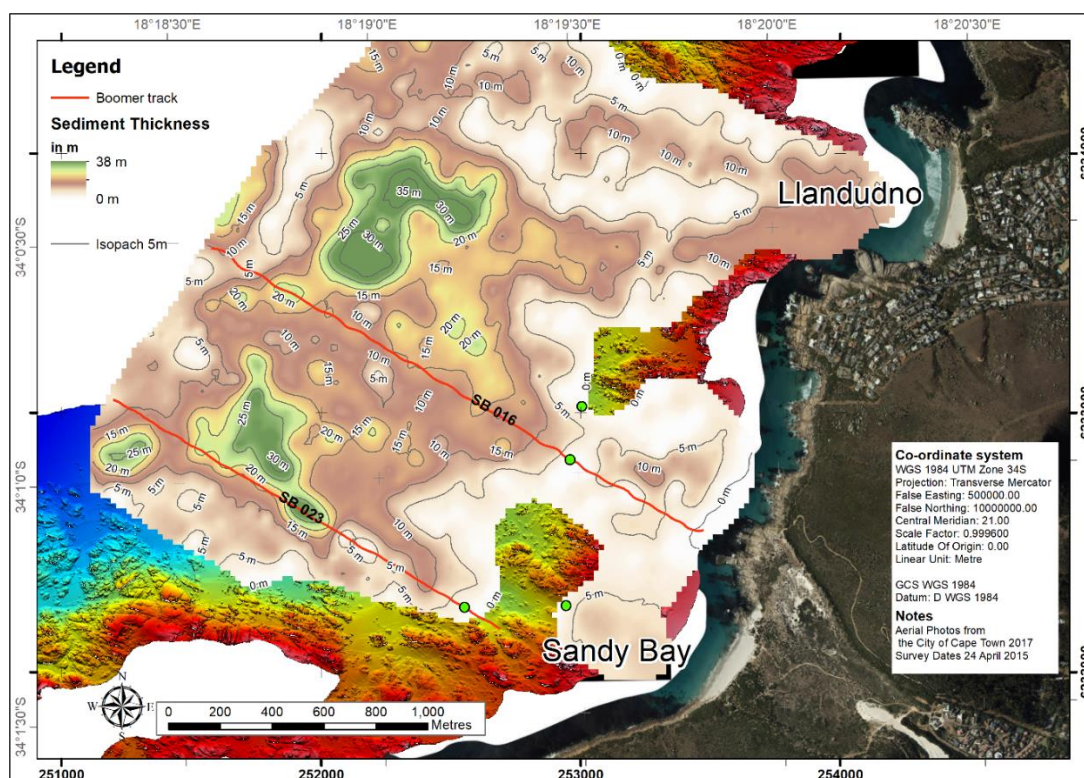 18°18'30"E 18°19'0"E 18°19'30"E 18°20'0"E 18°20'30"E
Legend
Boomer track
Sediment Thickness
in m
38 m
0 m
Isopach 5m
34°0'30"S
34°1'0"S
34°1'30"S
Llandudno
Sandy Bay
SB 016
SB 023
5 m
10 m
15 m
20 m
25 m
30 m
35 m
0 m
Co-ordinate system
WGS 1984 UTM Zone 34S
Projection: Transverse Mercator
False Easting: 500000.00
False Northing: 10000000.00
Central Meridian: 21.00
Scale Factor: 0.999600
Latitude Of Origin: 0.00
Linear Unit: Metre
GCS WGS 1984
Datum: D WGS 1984
Notes
Aerial Photos from
the City of Cape Town 2017
Survey Dates 24 April 2015
N
W E
S
0 200 400 600 800 1,000
Metres
251000 252000 253000 254000